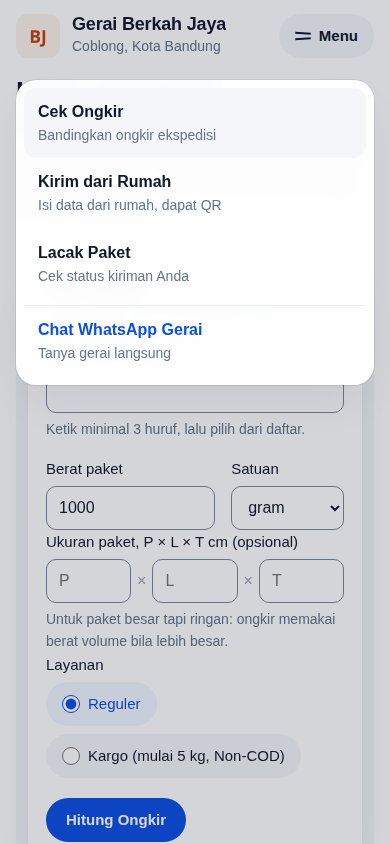 BJ
Gerai Berkah Jaya
Coblong, Kota Bandung
Menu
Cek Ongkir
Bandingkan ongkir ekspedisi
Kirim dari Rumah
Isi data dari rumah, dapat QR
Lacak Paket
Cek status kiriman Anda
Chat WhatsApp Gerai
Tanya gerai langsung
Ketik minimal 3 huruf, lalu pilih dari daftar.
Berat paket
Satuan
1000
gram
Ukuran paket, P × L × T cm (opsional)
P × L × T
Untuk paket besar tapi ringan: ongkir memakai
berat volume bila lebih besar.
Layanan
Reguler
Kargo (mulai 5 kg, Non-COD)
Hitung Ongkir